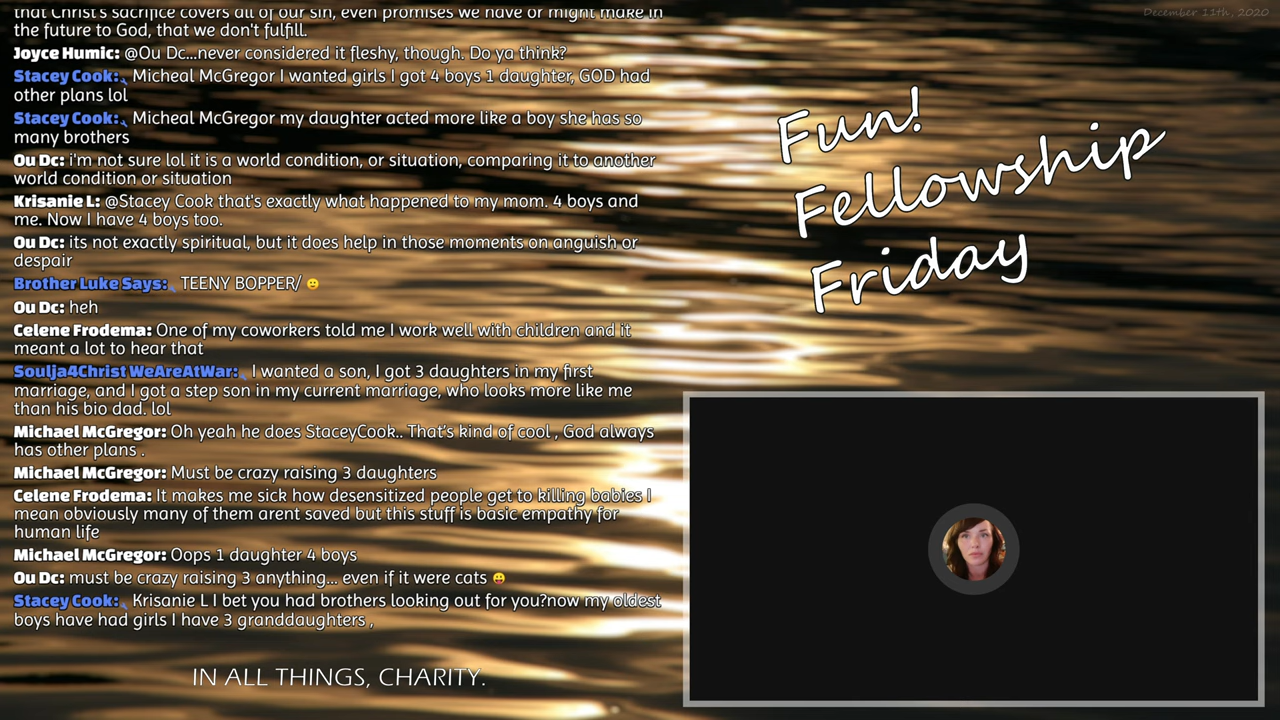 that Christ's sacrifice covers all of our sin, even promises we have or might make in
the future to God, that we don't fulfill.
Joyce Humic: @Ou Dc...never considered it fleshy, though. Do ya think?
Stacey Cook: Micheal McGregor I wanted girls I got 4 boys 1 daughter, GOD had
other plans lol
Stacey Cook: Micheal McGregor my daughter acted more like a boy she has so
many brothers
Ou Dc: i'm not sure lol it is a world condition, or situation, comparing it to another
world condition or situation
Krisanie L: @Stacey Cook that's exactly what happened to my mom. 4 boys and
me. Now I have 4 boys too.
Ou Dc: its not exactly spiritual, but it does help in those moments on anguish or
despair
Brother Luke Says: TEENY BOPPER/
Ou Dc: heh
Celene Frodema: One of my coworkers told me I work well with children and it
meant a lot to hear that
Soulja4Christ WeAreAtWar: I wanted a son, I got 3 daughters in my first
marriage, and I got a step son in my current marriage, who looks more like me
than his bio dad. lol
Michael McGregor: Oh yeah he does StaceyCook.. That's kind of cool , God always
has other plans .
Michael McGregor: Must be crazy raising 3 daughters
Celene Frodema: It makes me sick how desensitized people get to killing babies I
mean obviously many of them arent saved but this stuff is basic empathy for
human life
Michael McGregor: Oops 1 daughter 4 boys
Ou Dc: must be crazy raising 3 anything... even if it were cats
Stacey Cook: Krisanie L I bet you had brothers looking out for you?now my oldest
boys have had girls I have 3 granddaughters ,
IN ALL THINGS, CHARITY.
December 11th, 2020
Fun!
Fellowship
Friday